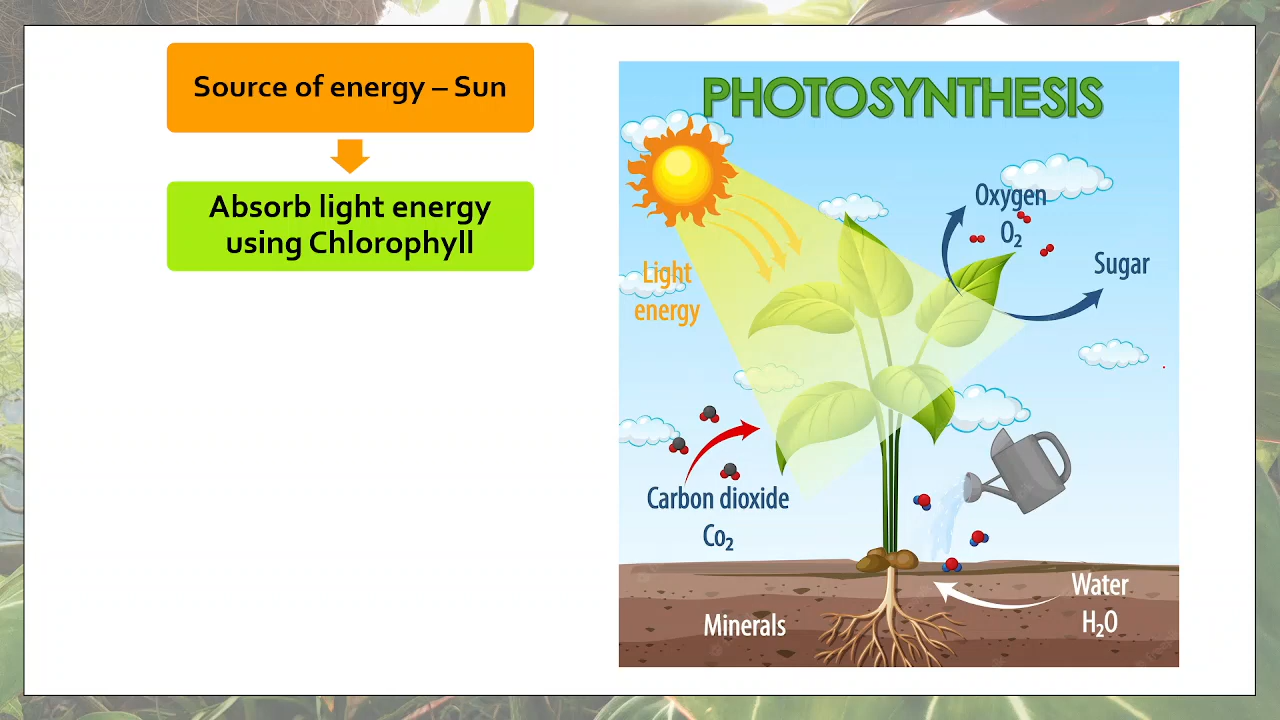 Source of energy – Sun
Absorb light energy
using Chlorophyll
PHOTOSYNTHESIS
Oxygen
O₂
Sugar
Light
energy
Carbon dioxide
Co₂
Water
H₂O
Minerals